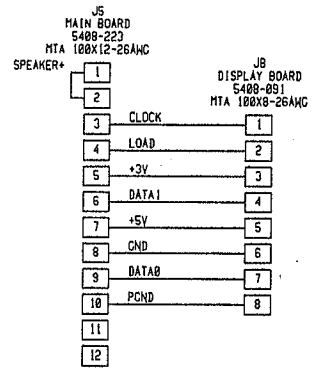 J5
MAIN BOARD
5408-223
MTA 100X12-26AWG
SPEAKER+
J8
DISPLAY BOARD
5408-091
MTA 100X8-26AWG
1
2
3 CLOCK 1
4 LOAD 2
5 +3V 3
6 DATA1 4
7 +5V 5
8 GND 6
9 DATA0 7
10 PGND 8
11
12